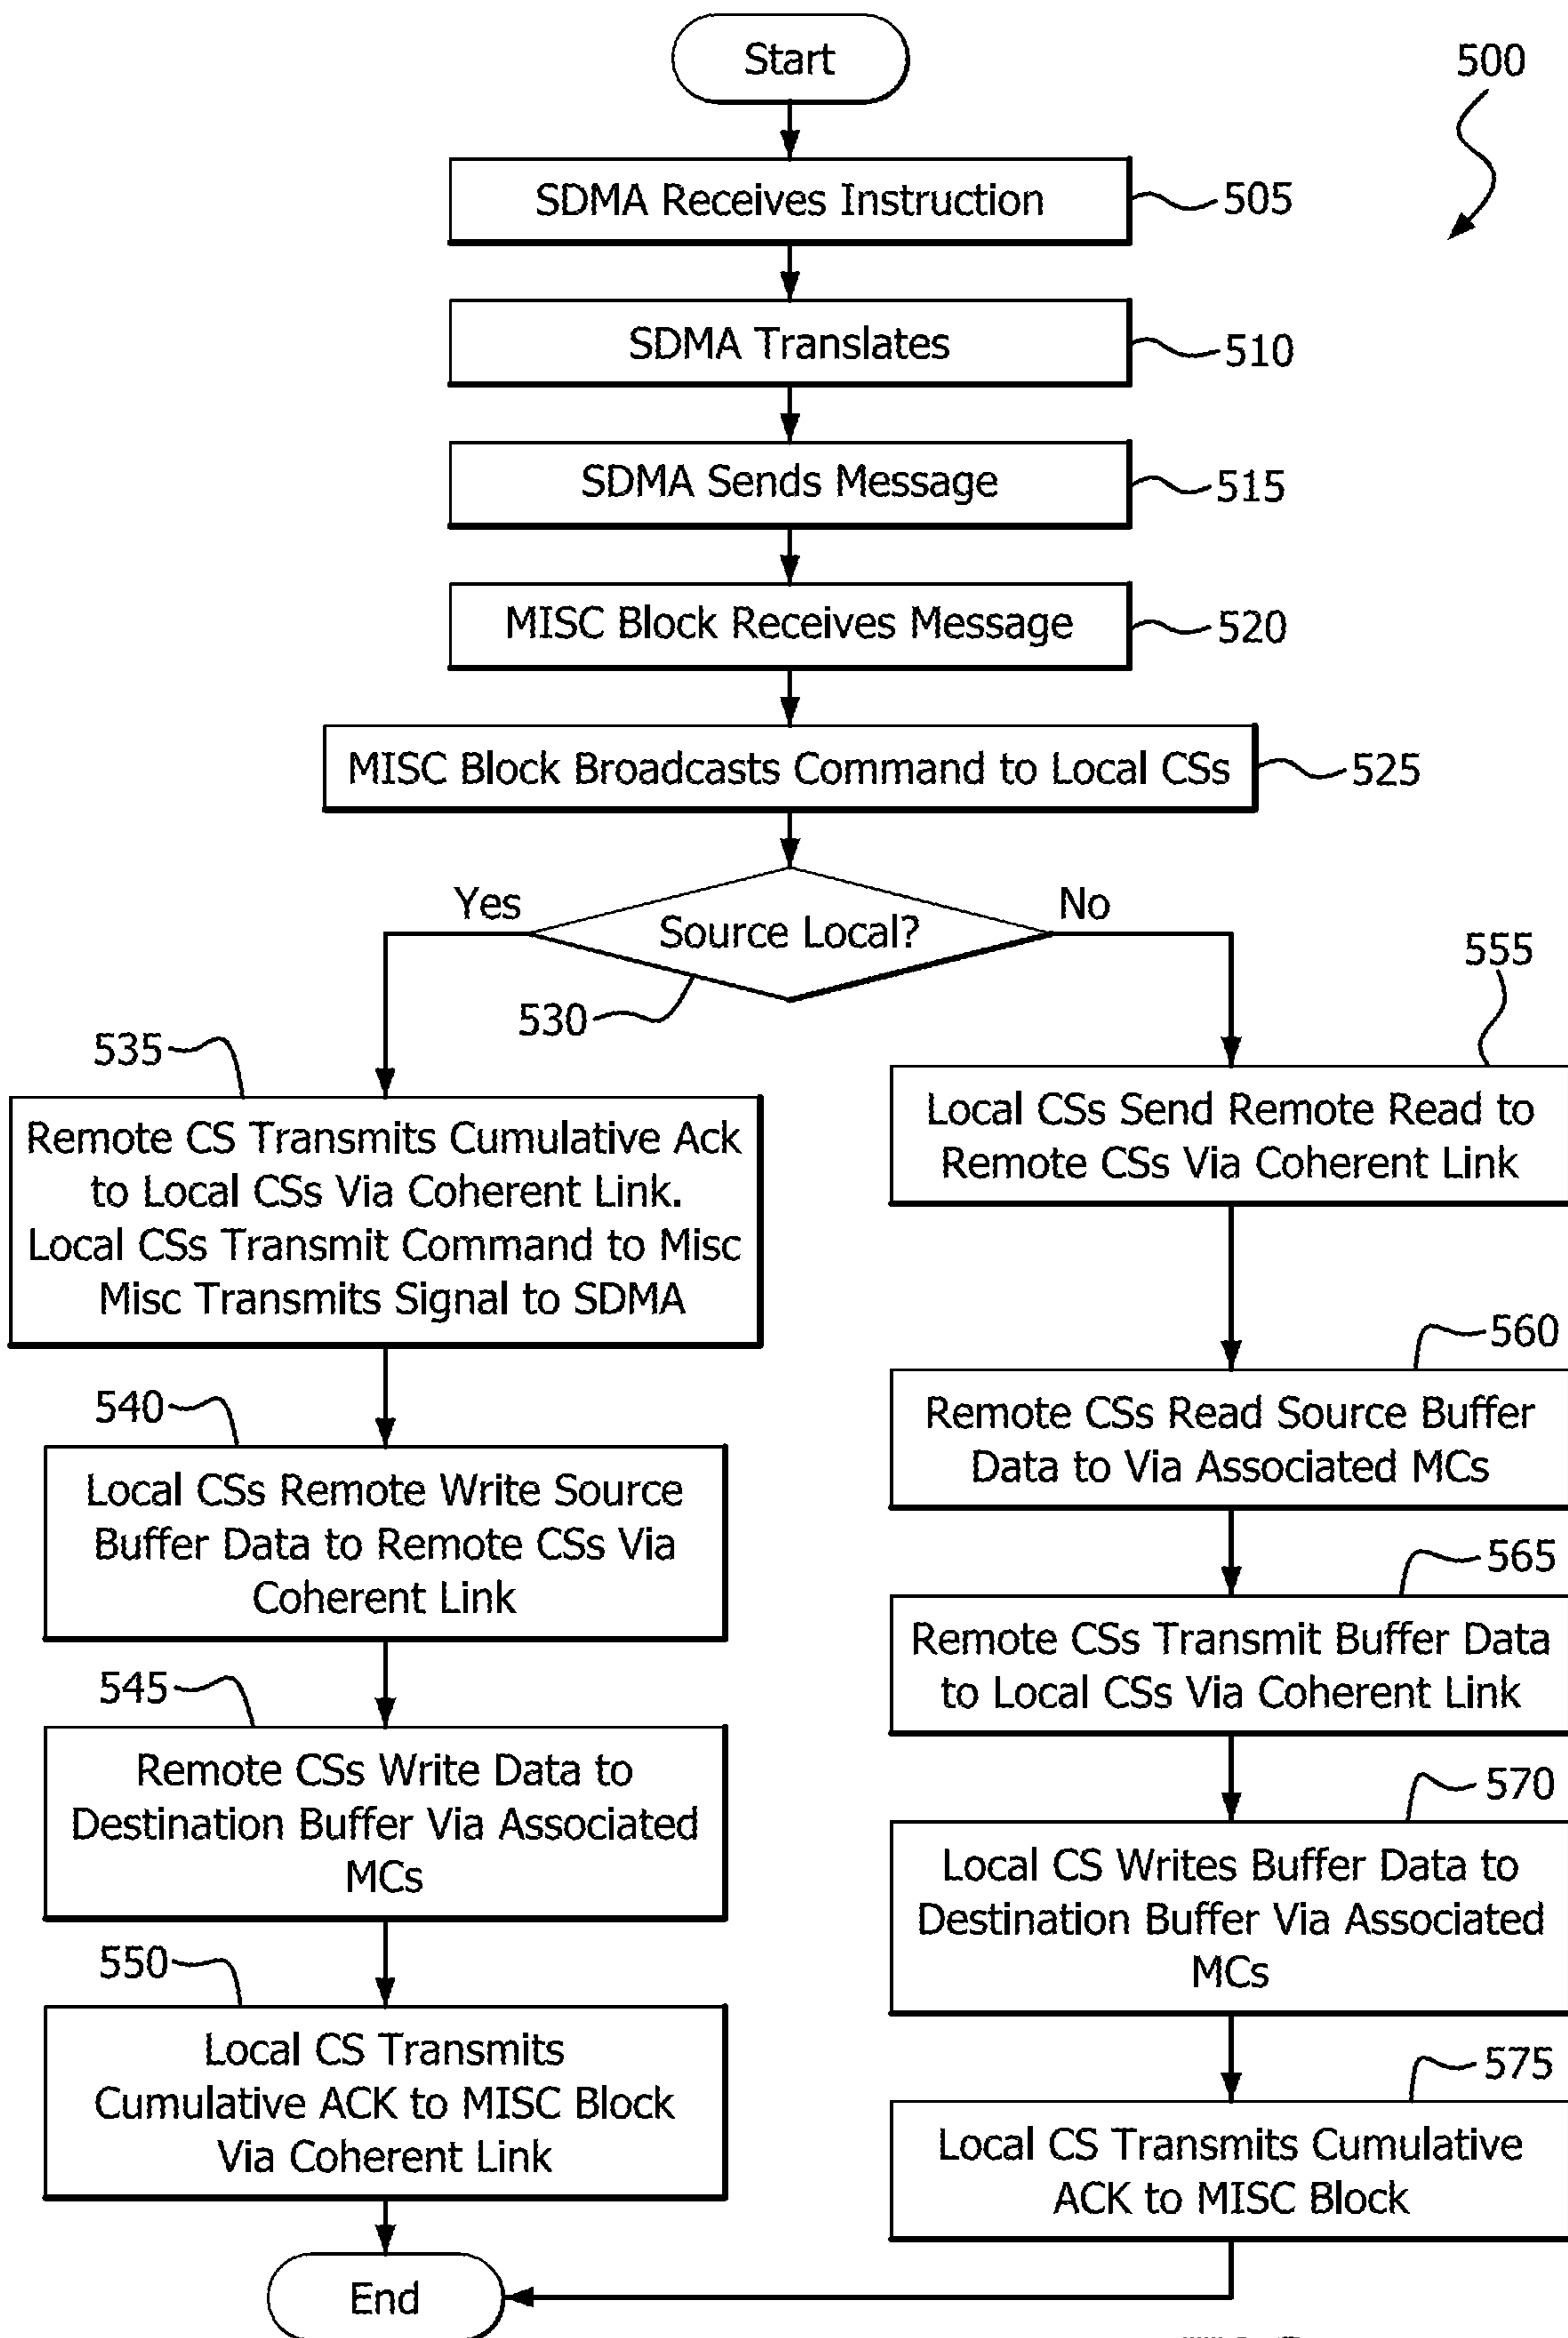 Start
500
SDMA Receives Instruction
505
SDMA Translates
510
SDMA Sends Message
515
MISC Block Receives Message
520
MISC Block Broadcasts Command to Local CSs
525
Yes
Source Local?
No
530
535
Remote CS Transmits Cumulative Ack
to Local CSs Via Coherent Link.
Local CSs Transmit Command to Misc
Misc Transmits Signal to SDMA
540
Local CSs Remote Write Source
Buffer Data to Remote CSs Via
Coherent Link
545
Remote CSs Write Data to
Destination Buffer Via Associated
MCs
550
Local CS Transmits
Cumulative ACK to MISC Block
Via Coherent Link
555
Local CSs Send Remote Read to
Remote CSs Via Coherent Link
560
Remote CSs Read Source Buffer
Data to Via Associated MCs
565
Remote CSs Transmit Buffer Data
to Local CSs Via Coherent Link
570
Local CS Writes Buffer Data to
Destination Buffer Via Associated
MCs
575
Local CS Transmits Cumulative
ACK to MISC Block
End